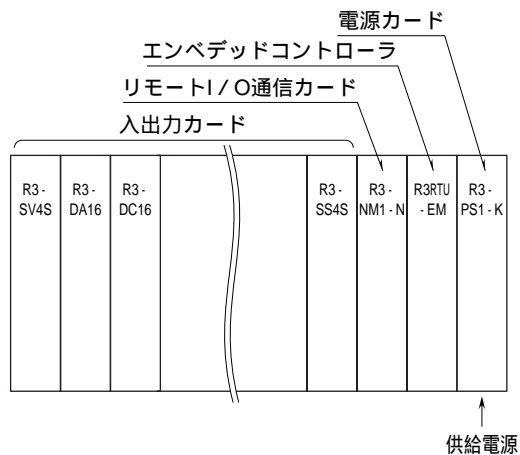 電源カード
エンベデッドコントローラ
リモートI / O通信カード
入出力カード
R3 -
SV4S
R3 -
DA16
R3 -
DC16
R3 -
SS4S
R3 -
NM1 - N
R3RTU
- EM
R3 -
PS1 - K
供給電源